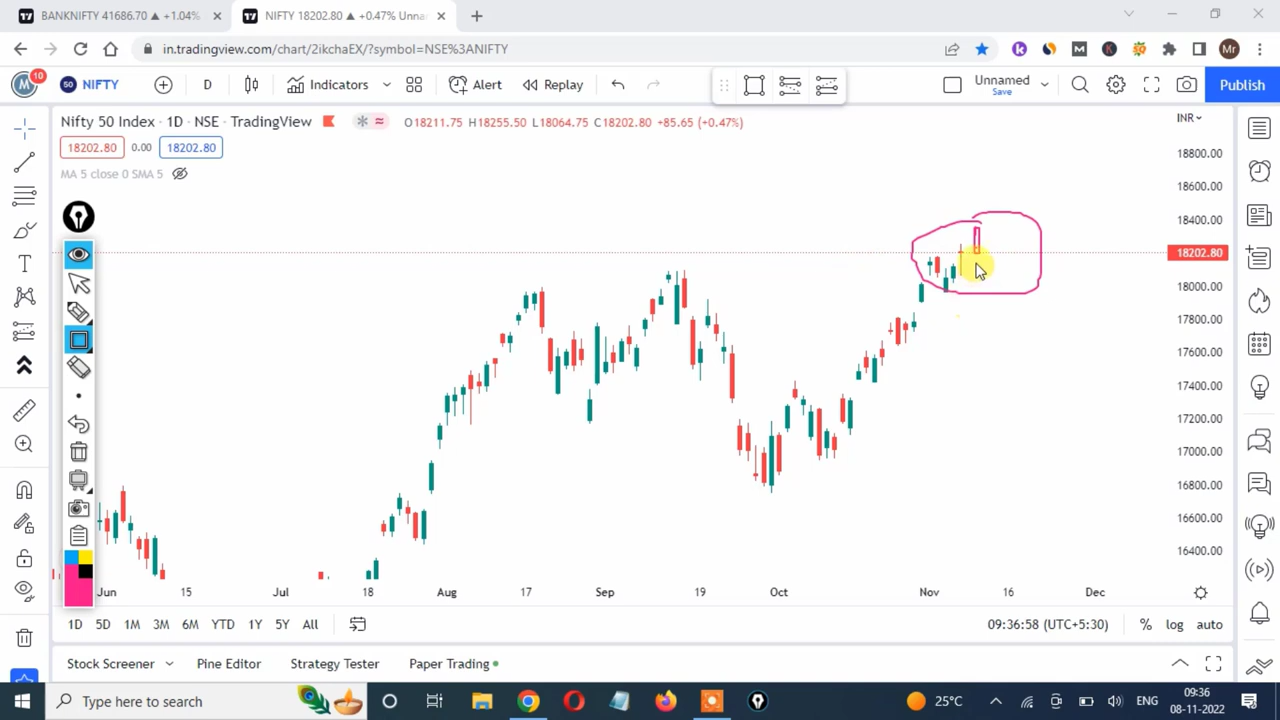 BANKNIFTY 41686.70 ▲ +1.04%
NIFTY 18202.80 ▲ +0.47% Unna
in.tradingview.com/chart/2ikchaEX/?symbol=NSE%3ANIFTY
Mr
M 10
50 NIFTY
D
Indicators
Alert
Replay
Unnamed
Save
Publish
Nifty 50 Index · 1D · NSE · TradingView
O18211.75 H18255.50 L18064.75 C18202.80 +85.65 (+0.47%)
INR
18202.80 0.00 18202.80
MA 5 close 0 SMA 5
18800.00
18600.00
18400.00
18202.80
18000.00
17800.00
17600.00
17400.00
17200.00
17000.00
16800.00
16600.00
16400.00
Jun 15 Jul 18 Aug 17 Sep 19 Oct Nov 16 Dec
1D 5D 1M 3M 6M YTD 1Y 5Y All
09:36:58 (UTC+5:30)
% log auto
Stock Screener Pine Editor Strategy Tester Paper Trading
Type here to search
25°C
ENG
09:36
08-11-2022